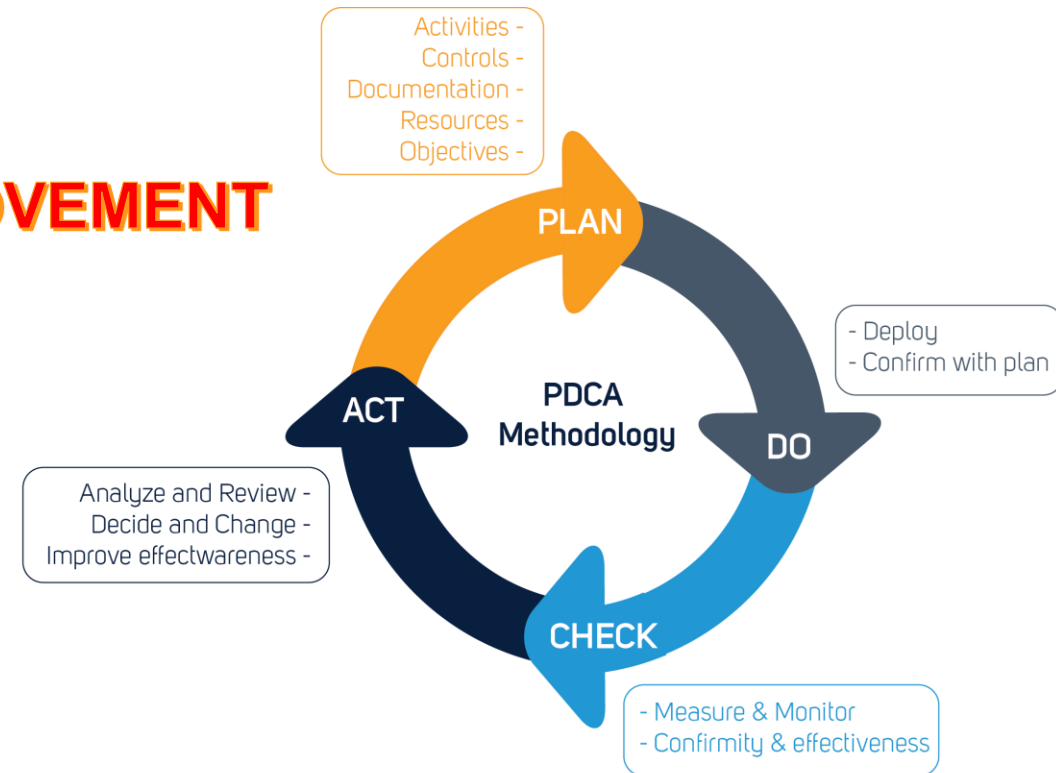 Activities -
Controls -
Documentation -
Resources -
Objectives -
OVEMENT
PLAN
- Deploy
- Confirm with plan
PDCA
Methodology
ACT
DO
Analyze and Review -
Decide and Change -
Improve effectwareness -
CHECK
- Measure & Monitor
- Confirmity & effectiveness